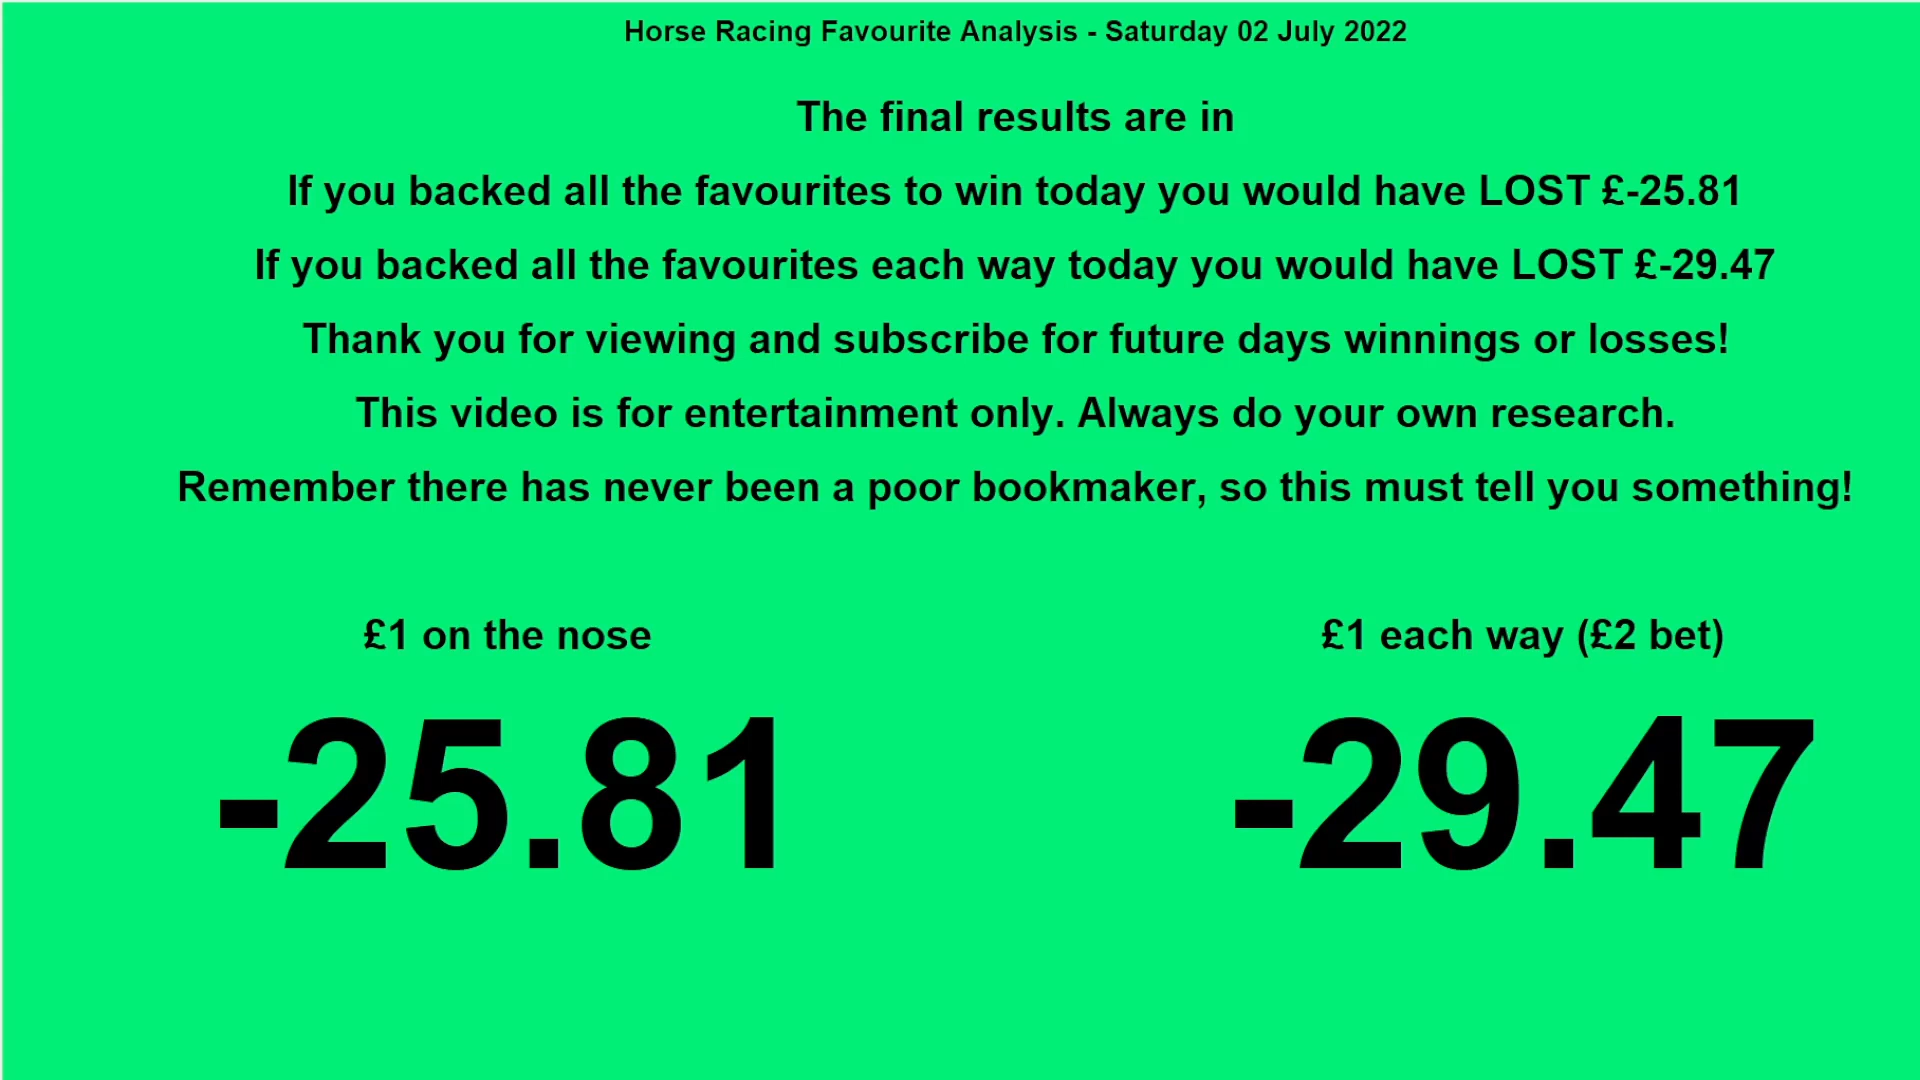 Horse Racing Favourite Analysis - Saturday 02 July 2022
The final results are in
If you backed all the favourites to win today you would have LOST £-25.81
If you backed all the favourites each way today you would have LOST £-29.47
Thank you for viewing and subscribe for future days winnings or losses!
This video is for entertainment only. Always do your own research.
Remember there has never been a poor bookmaker, so this must tell you something!
£1 on the nose
£1 each way (£2 bet)
-25.81
-29.47